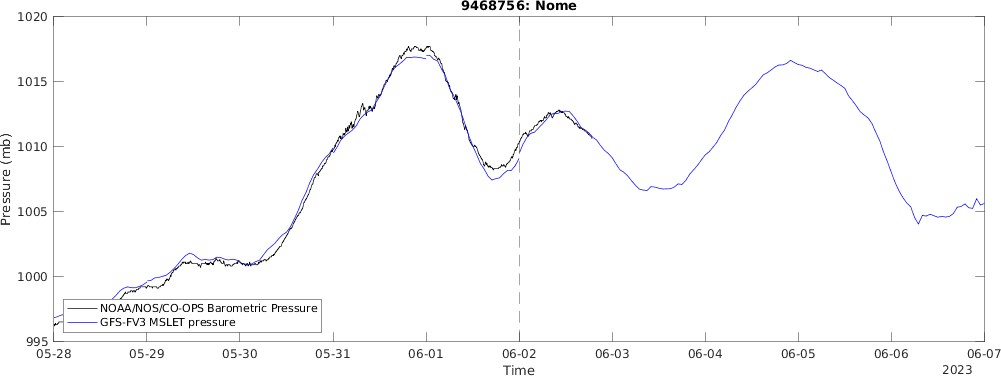 9468756: Nome
1020
1015
1010
1005
1000
995
Pressure (mb)
NOAA/NOS/CO-OPS Barometric Pressure
GFS-FV3 MSLET pressure
05-28 05-29 05-30 05-31 06-01 06-02 06-03 06-04 06-05 06-06 06-07
Time
2023